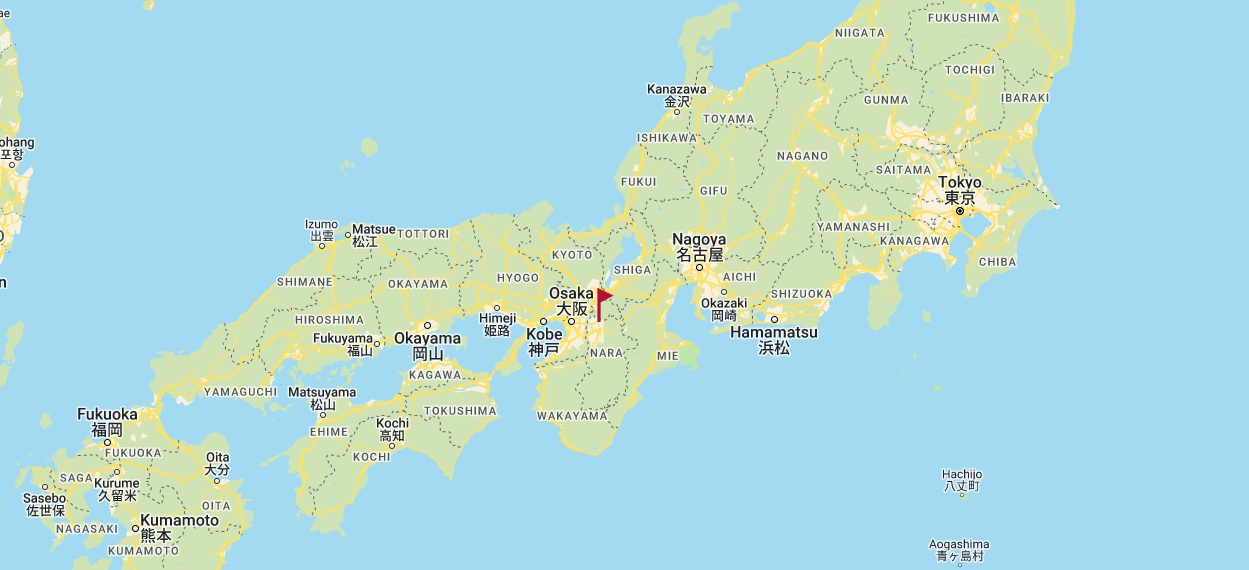 FUKUSHIMA
NIIGATA
TOCHIGI
Kanazawa
金沢
GUNMA
IBARAKI
TOYAMA
ISHIKAWA
ohang
포항
NAGANO
SAITAMA
FUKUI
GIFU
Tokyo
東京
Izumo
出雲
Matsue
松江
TOTTORI
YAMANASHI
KANAGAWA
Nagoya
名古屋
KYOTO
SHIGA
CHIBA
HYOGO
AICHI
SHIMANE
OKAYAMA
Osaka
大阪
SHIZUOKA
Okazaki
岡崎
Himeji
姫路
HIROSHIMA
Hamamatsu
浜松
Fukuyama
福山
Okayama
岡山
Kobe
神戸
NARA
MIE
KAGAWA
YAMAGUCHI
Matsuyama
松山
Fukuoka
福岡
TOKUSHIMA
WAKAYAMA
Kochi
高知
EHIME
FUKUOKA
KOCHI
Oita
大分
SAGA
Kurume
久留米
Hachijo
八丈町
Sasebo
佐世保
OITA
NAGASAKI
Kumamoto
熊本
KUMAMOTO
Aogashima
青ヶ島村